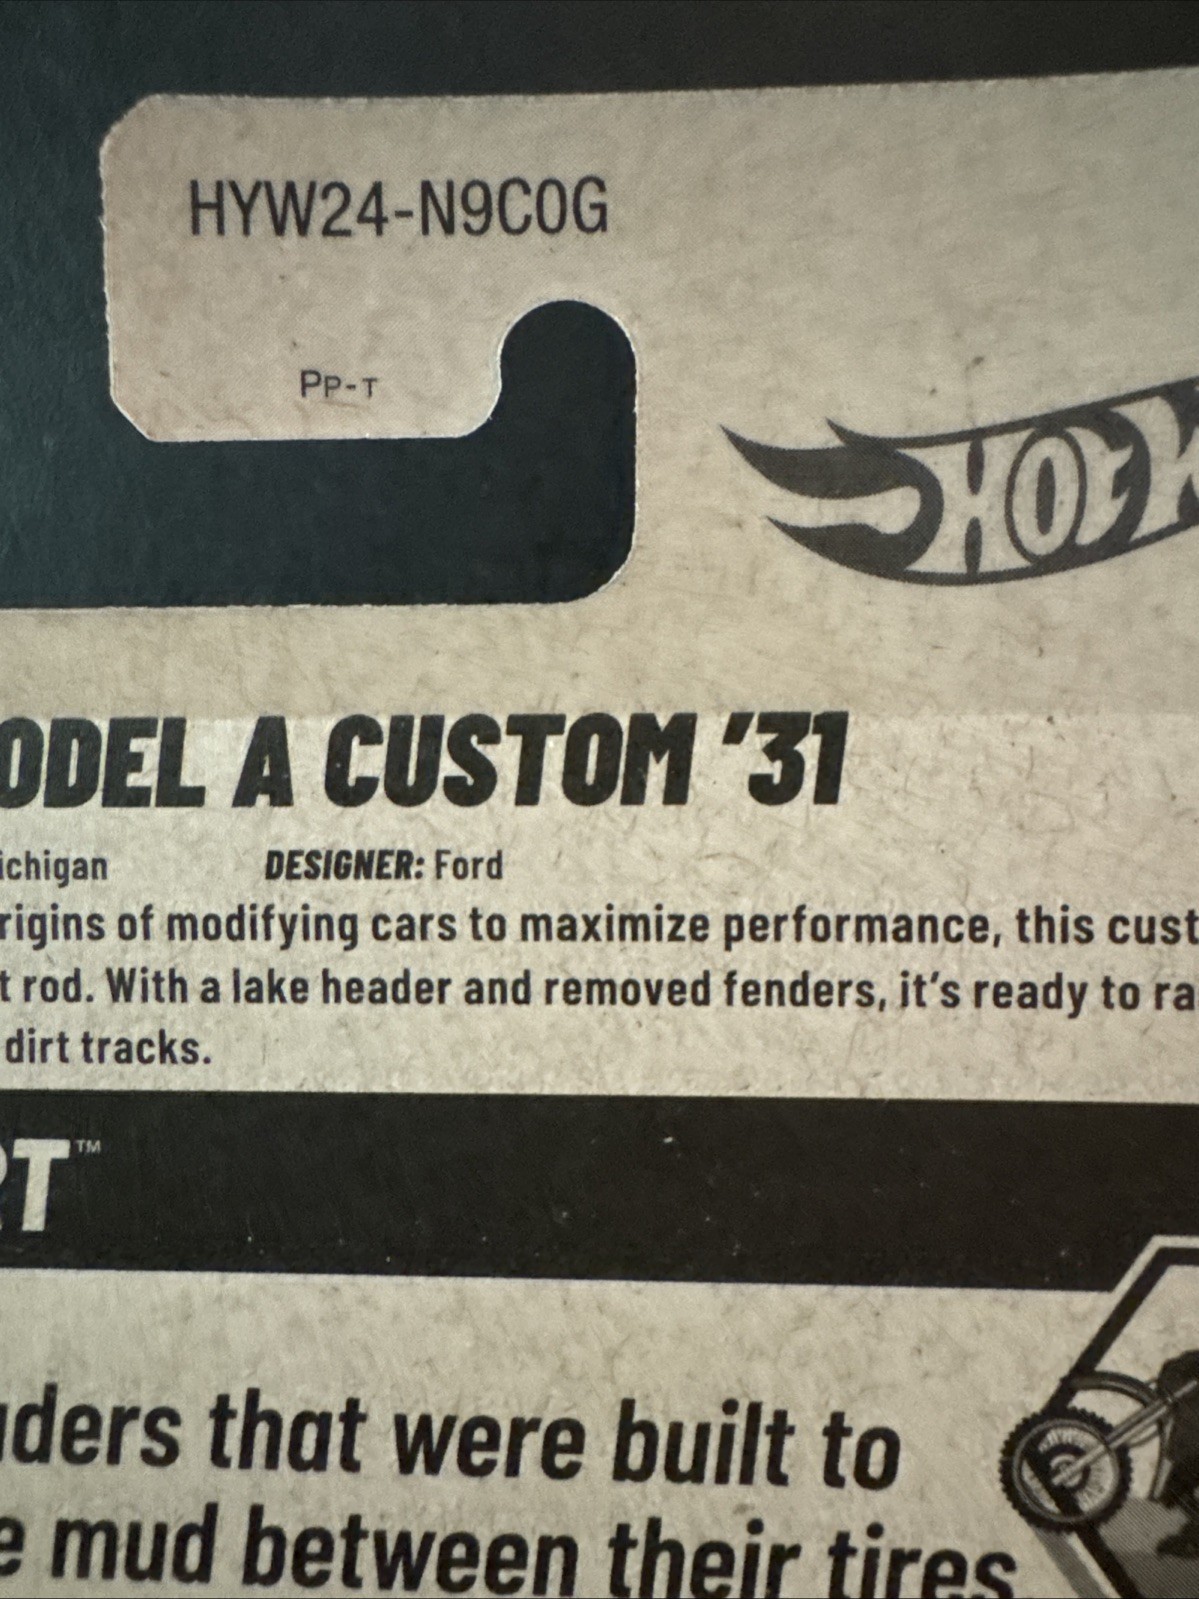 HYW24-N9C0G
Pp-T
HOT W
ODEL A CUSTOM '31
ichigan DESIGNER: Ford
rigins of modifying cars to maximize performance, this cust
t rod. With a lake header and removed fenders, it's ready to ra
dirt tracks.
RT™
ders that were built to
e mud between their tires